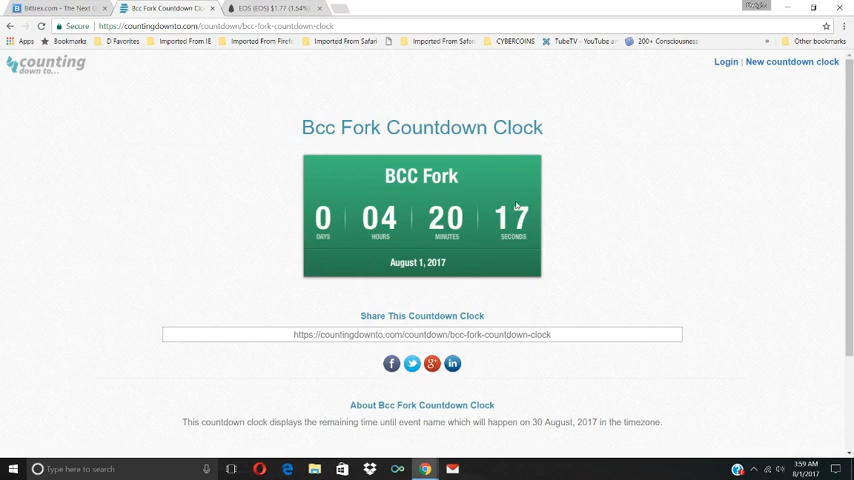 Bittrex.com - The Next G
Bcc Fork Countdown Clo
EOS (EOS) $1.77 (1.54%)
Secure
https://countingdownto.com/countdown/bcc-fork-countdown-clock
Apps
Bookmarks
D Favorites
Imported From IE
Imported From Firef
Imported From Safari
Imported From Safar
CYBERCOINS
TubeTV – YouTube a
200+ Consciousness
»
Other bookmarks
counting
down to...
Login | New countdown clock
Bcc Fork Countdown Clock
BCC Fork
0 04 20 17
DAYS HOURS MINUTES SECONDS
August 1, 2017
Share This Countdown Clock
https://countingdownto.com/countdown/bcc-fork-countdown-clock
About Bcc Fork Countdown Clock
This countdown clock displays the remaining time until event name which will happen on 30 August, 2017 in the timezone.
Type here to search
3:59 AM
8/1/2017